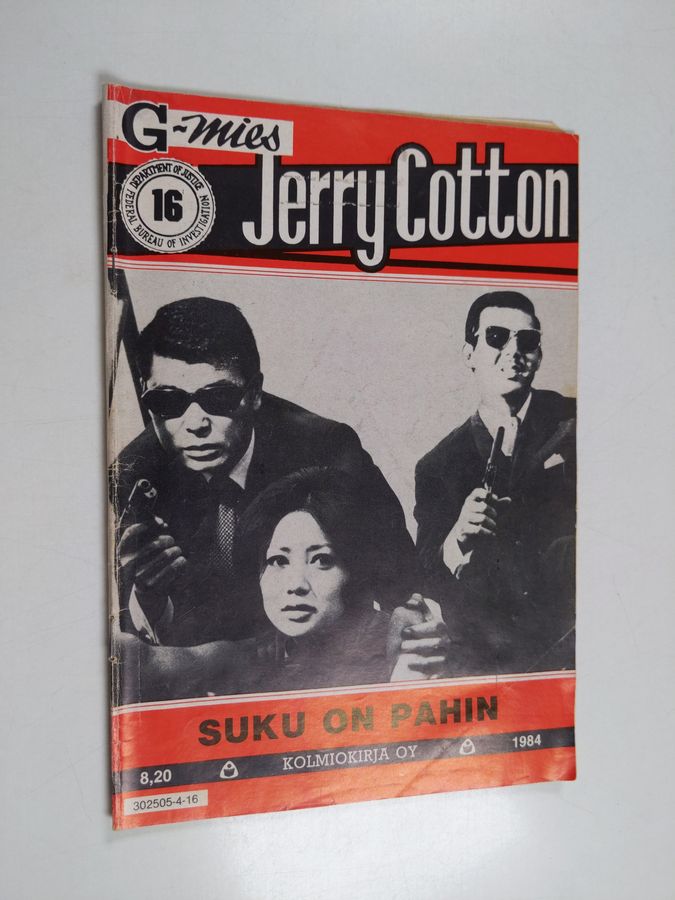 G-mies
Jerry Cotton
DEPARTMENT OF JUSTICE
16
FEDERAL BUREAU OF INVESTIGATION
SUKU ON PAHIN
8,20 KOLMIOKIRJA OY 1984
302505-4-16